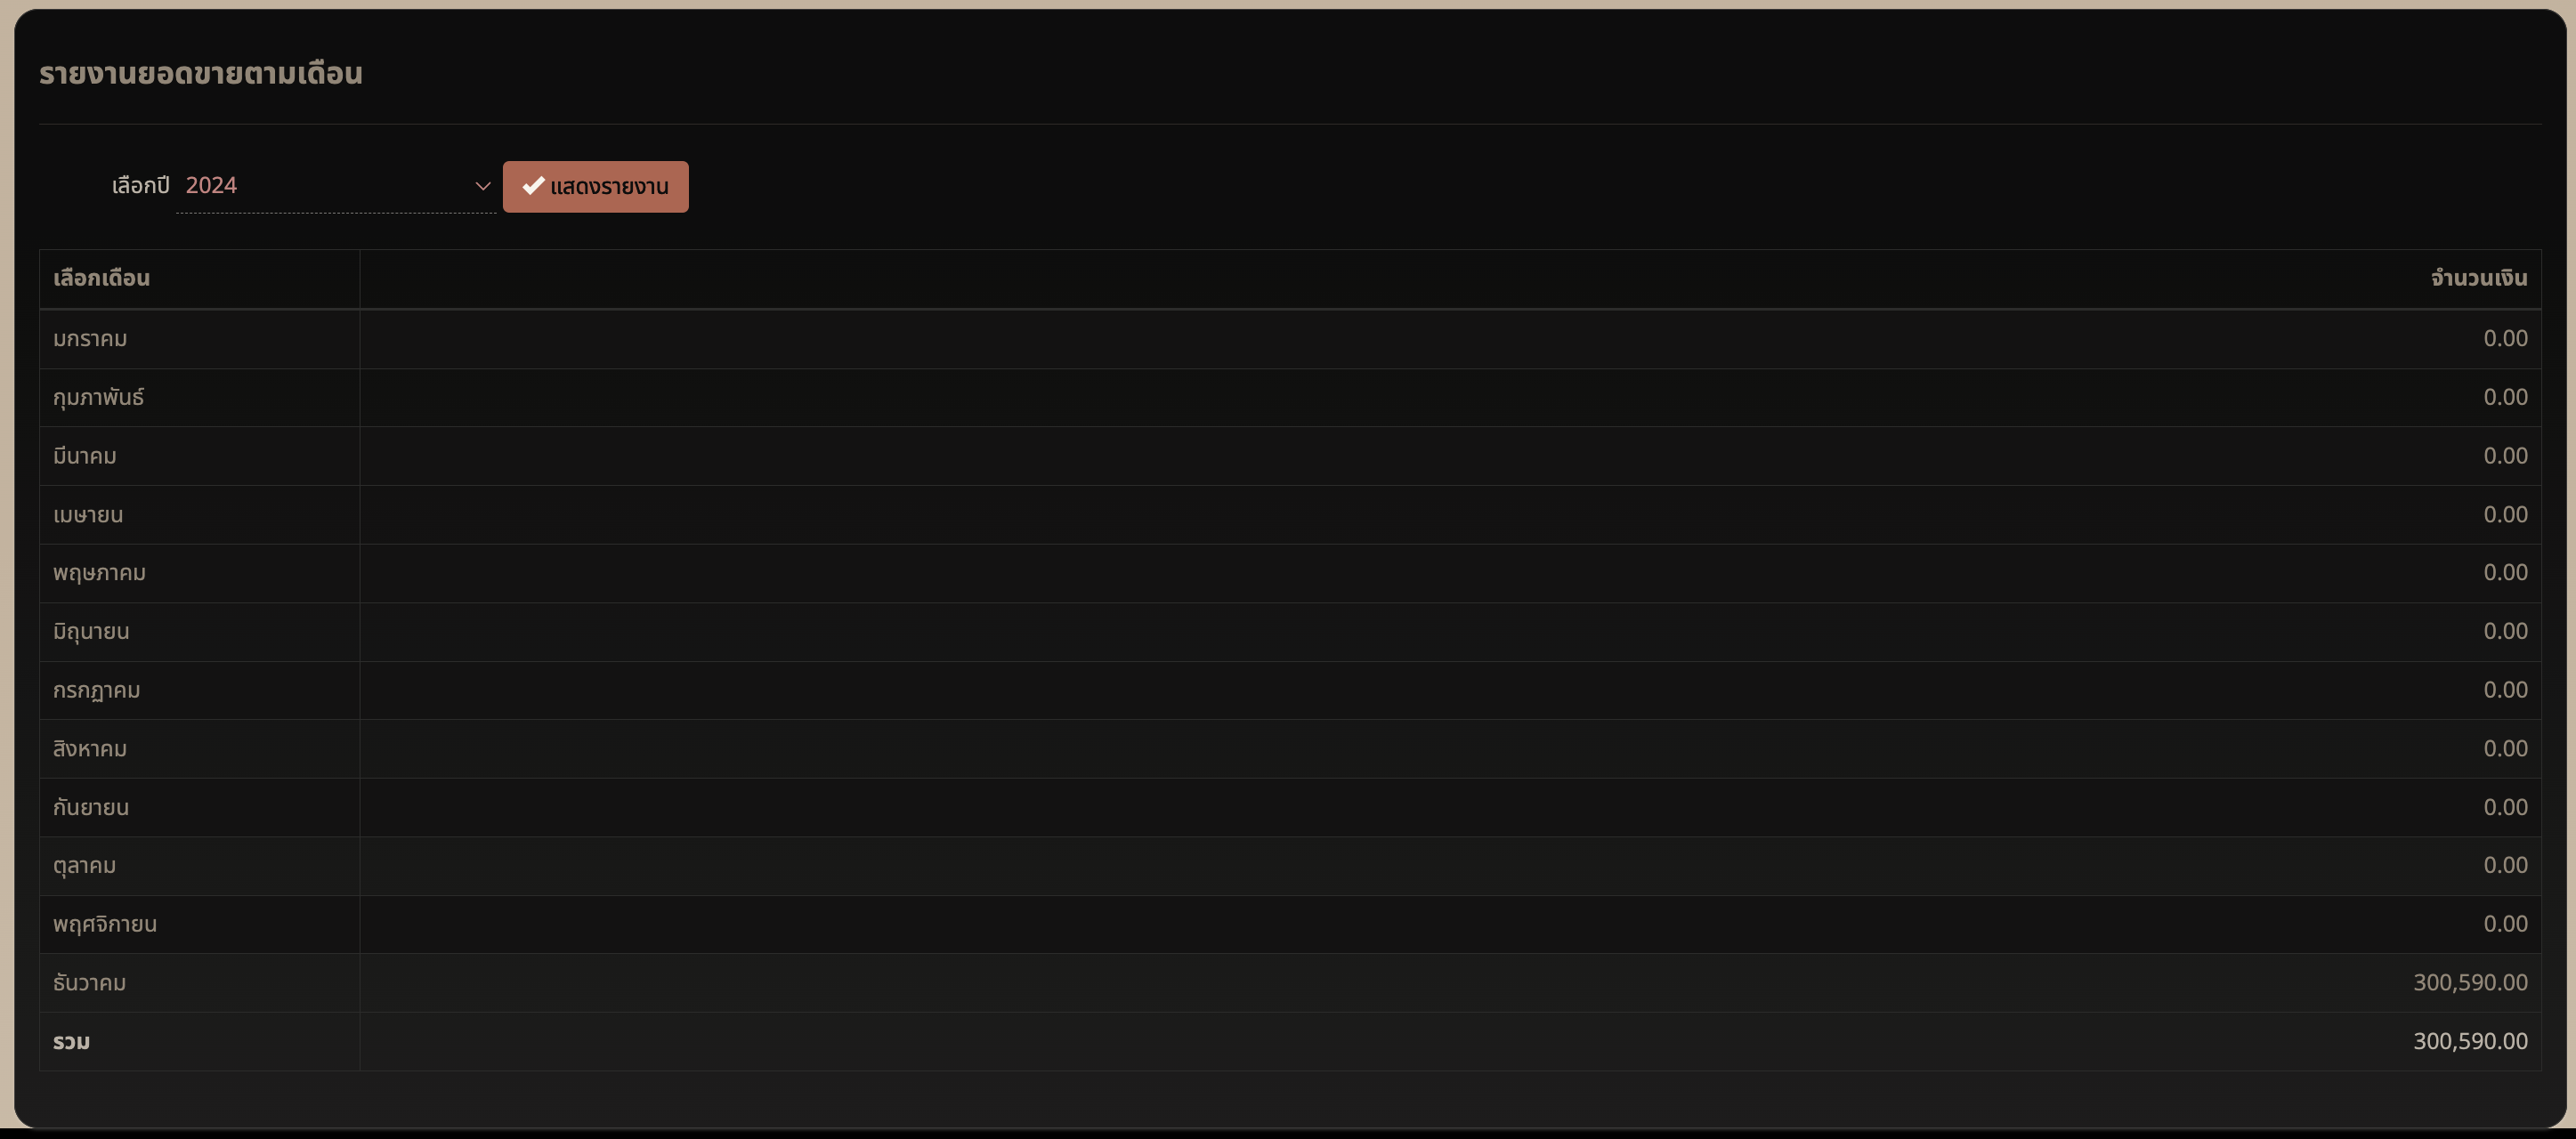 รายงานยอดขายตามเดือน
เลือกปี 2024 แสดงรายงาน
เลือกเดือน จำนวนเงิน
มกราคม 0.00
กุมภาพันธ์ 0.00
มีนาคม 0.00
เมษายน 0.00
พฤษภาคม 0.00
มิถุนายน 0.00
กรกฏาคม 0.00
สิงหาคม 0.00
กันยายน 0.00
ตุลาคม 0.00
พฤศจิกายน 0.00
ธันวาคม 300,590.00
รวม 300,590.00